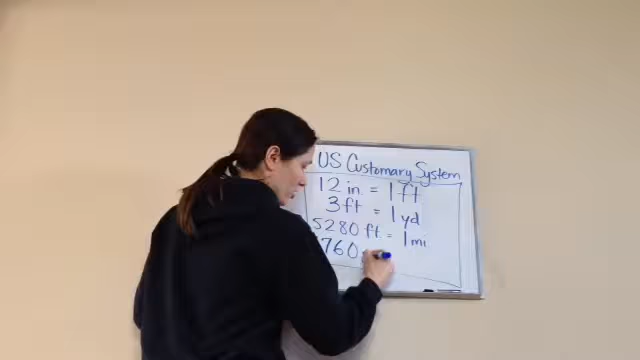 US Customary System
12 in. = 1 ft
3 ft = 1 yd
5280 ft = 1 mi
760